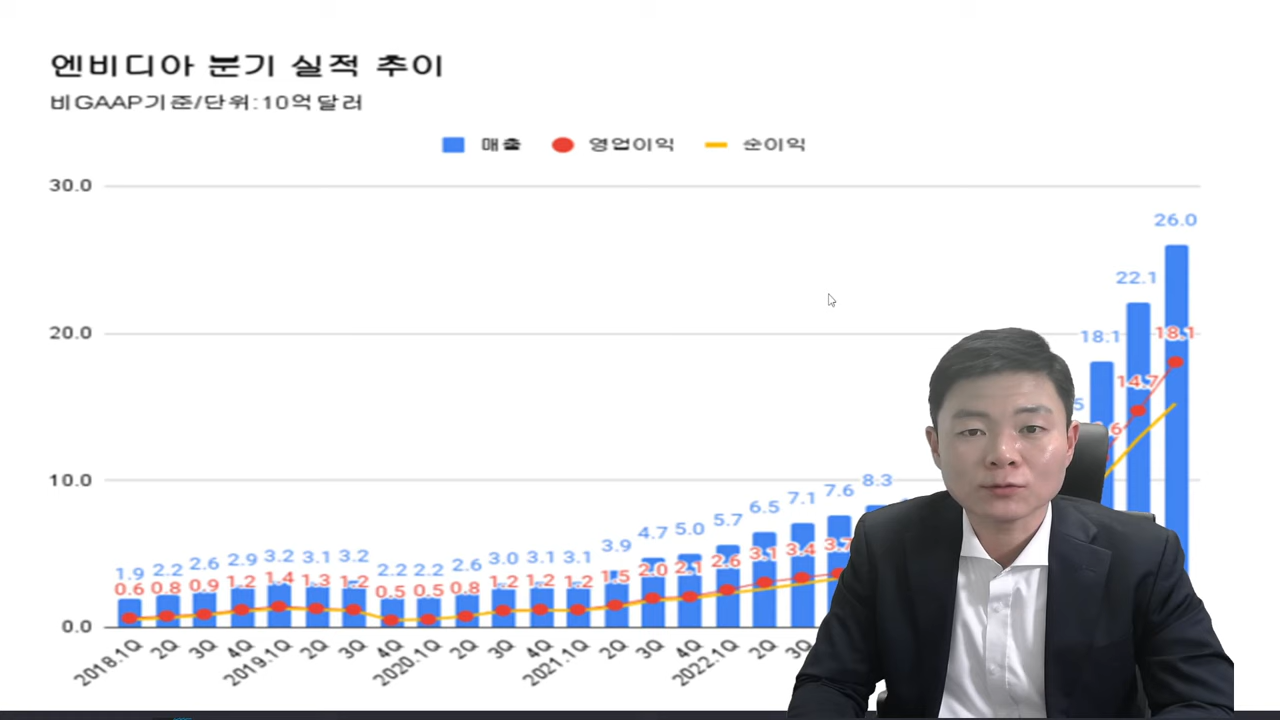 엔비디아 분기 실적 추이
비GAAP기준/단위:10억달러
매출 영업이익 순이익
30.0
20.0
10.0
0.0
1.9 2.2 2.6 2.9 3.2 3.1 3.2 2.2 2.2 2.6 3.0 3.1 3.1 3.9 4.7 5.0 5.7 6.5 7.1 7.6 8.3 18.1 22.1 26.0
0.6 0.8 0.9 1.2 1.4 1.3 1.2 0.5 0.5 0.8 1.2 1.2 1.2 1.5 2.0 2.1 2.6 3.1 3.4 3.7 14.7 18.1
2018.1Q 2Q 3Q 4Q 2019.1Q 2Q 3Q 4Q 2020.1Q 2Q 3Q 4Q 2021.1Q 2Q 3Q 4Q 2022.1Q 2Q 3Q